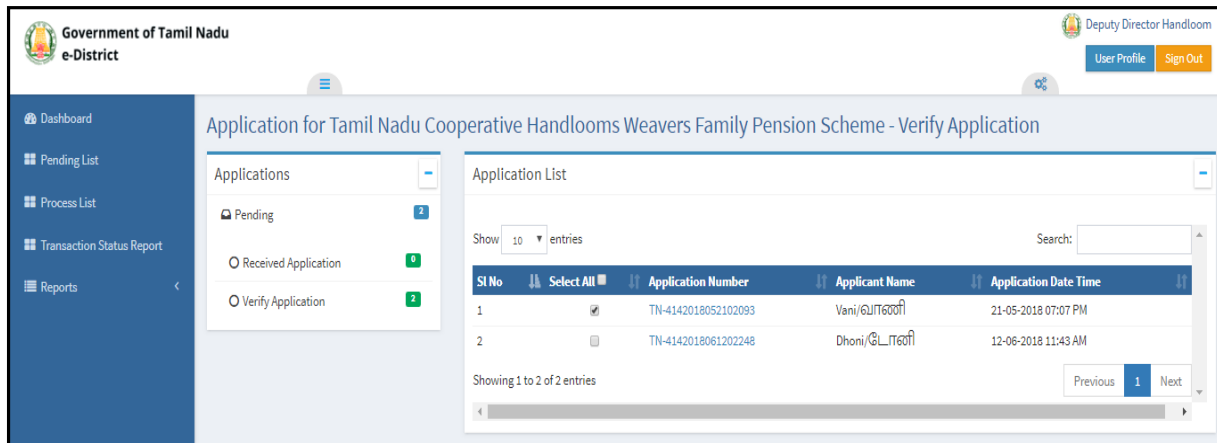 Government of Tamil Nadu
e-District
Deputy Director Handloom
User Profile Sign Out
Dashboard
Pending List
Process List
Transaction Status Report
Reports
Application for Tamil Nadu Cooperative Handlooms Weavers Family Pension Scheme - Verify Application
Applications
Pending 2
Received Application 0
Verify Application 2
Application List
Show 10 entries Search:
Sl No Select All Application Number Applicant Name Application Date Time
1 TN-4142018052102093 Vani/வாணி 21-05-2018 07:07 PM
2 TN-4142018061202248 Dhoni/டோனி 12-06-2018 11:43 AM
Showing 1 to 2 of 2 entries Previous 1 Next